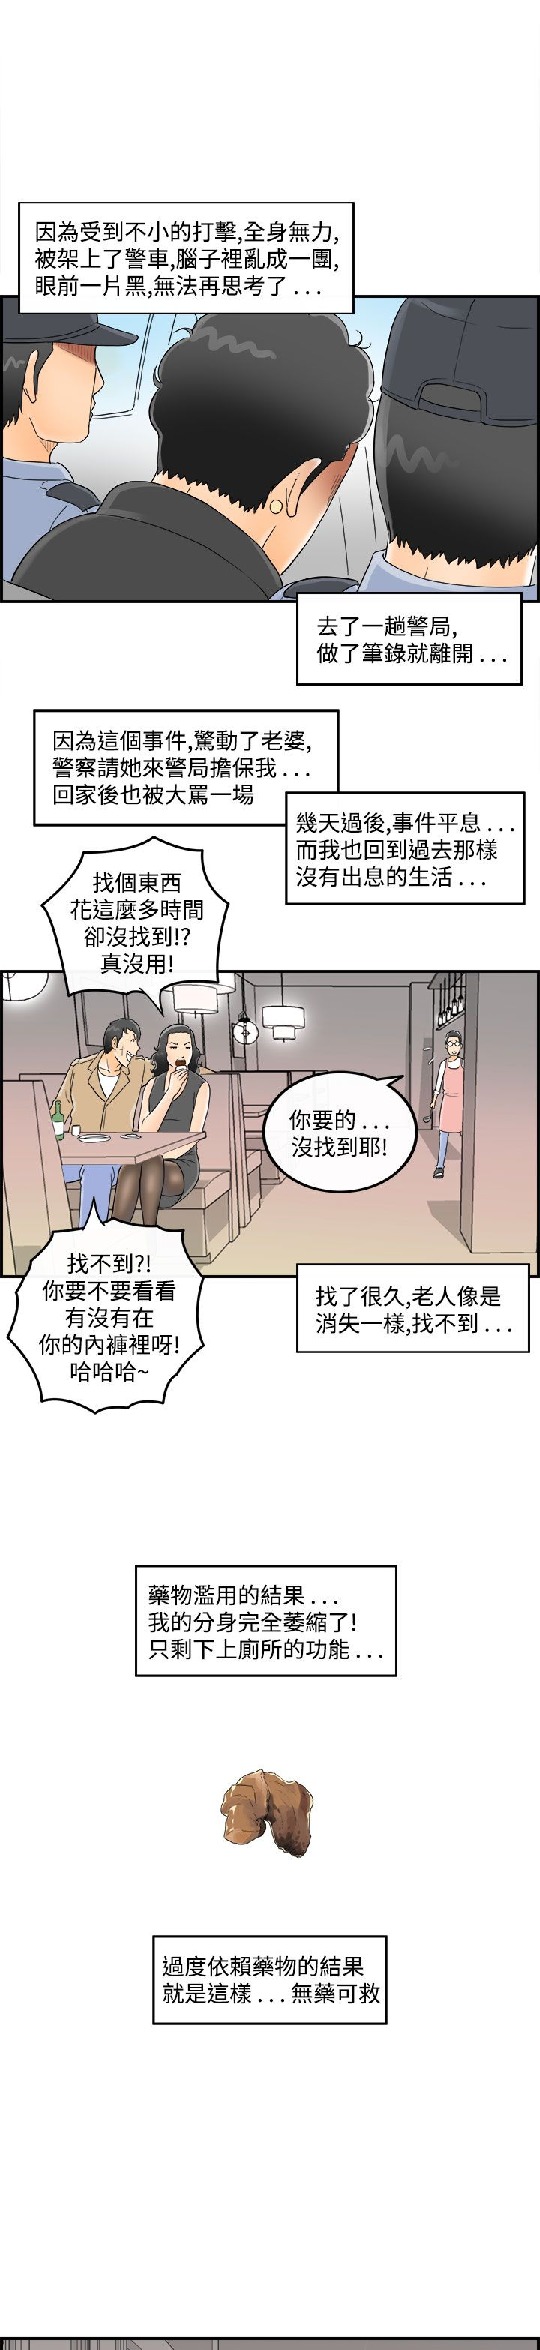 因為受到不小的打擊,全身無力,
被架上了警車,腦子裡亂成一團,
眼前一片黑,無法再思考了...
去了一趟警局,
做了筆錄就離開...
因為這個事件,驚動了老婆,
警察請她來警局擔保我...
回家後也被大罵一場
幾天過後,事件平息...
而我也回到過去那樣
沒有出息的生活...
找個東西
花這麼多時間
卻沒找到!?
真沒用!
你要的...
沒找到耶!
找不到?!
你要不要看看
有沒有在
你的內褲裡呀!
哈哈哈~
找了很久,老人像是
消失一樣,找不到...
藥物濫用的結果...
我的分身完全萎縮了!
只剩下上廁所的功能...
過度依賴藥物的結果
就是這樣...無藥可救